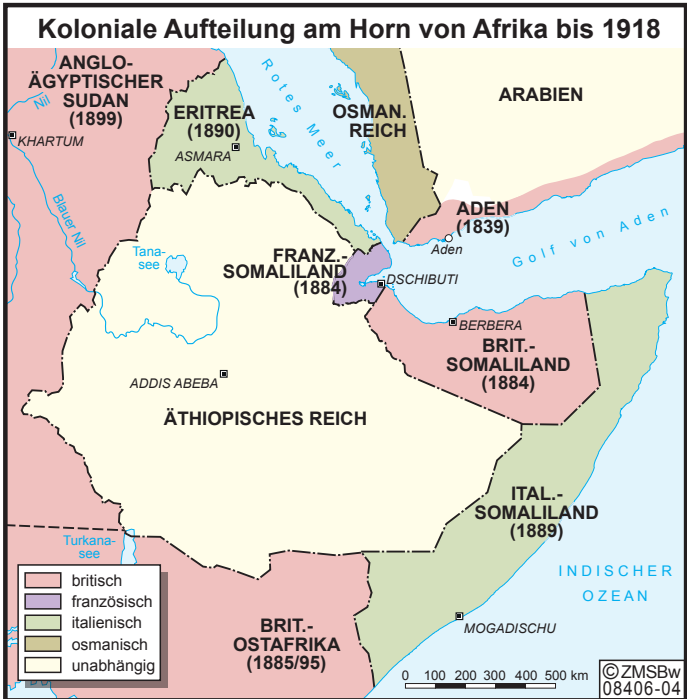 Koloniale Aufteilung am Horn von Afrika bis 1918
ANGLO-
ÄGYPTISCHER
SUDAN
(1899)
Nil
KHARTUM
Blauer Nil
ERITREA
(1890)
ASMARA
Rotes Meer
OSMAN.
REICH
ARABIEN
ADEN
(1839)
Aden
Golf von Aden
Tana-
see
FRANZ.-
SOMALILAND
(1884)
DSCHIBUTI
BERBERA
BRIT.-
SOMALILAND
(1884)
ADDIS ABEBA
ÄTHIOPISCHES REICH
ITAL.-
SOMALILAND
(1889)
Turkana-
see
INDISCHER
OZEAN
BRIT.-
OSTAFRIKA
(1885/95)
MOGADISCHU
britisch
französisch
italienisch
osmanisch
unabhängig
0 100 200 300 400 500 km
©ZMSBw
08406-04